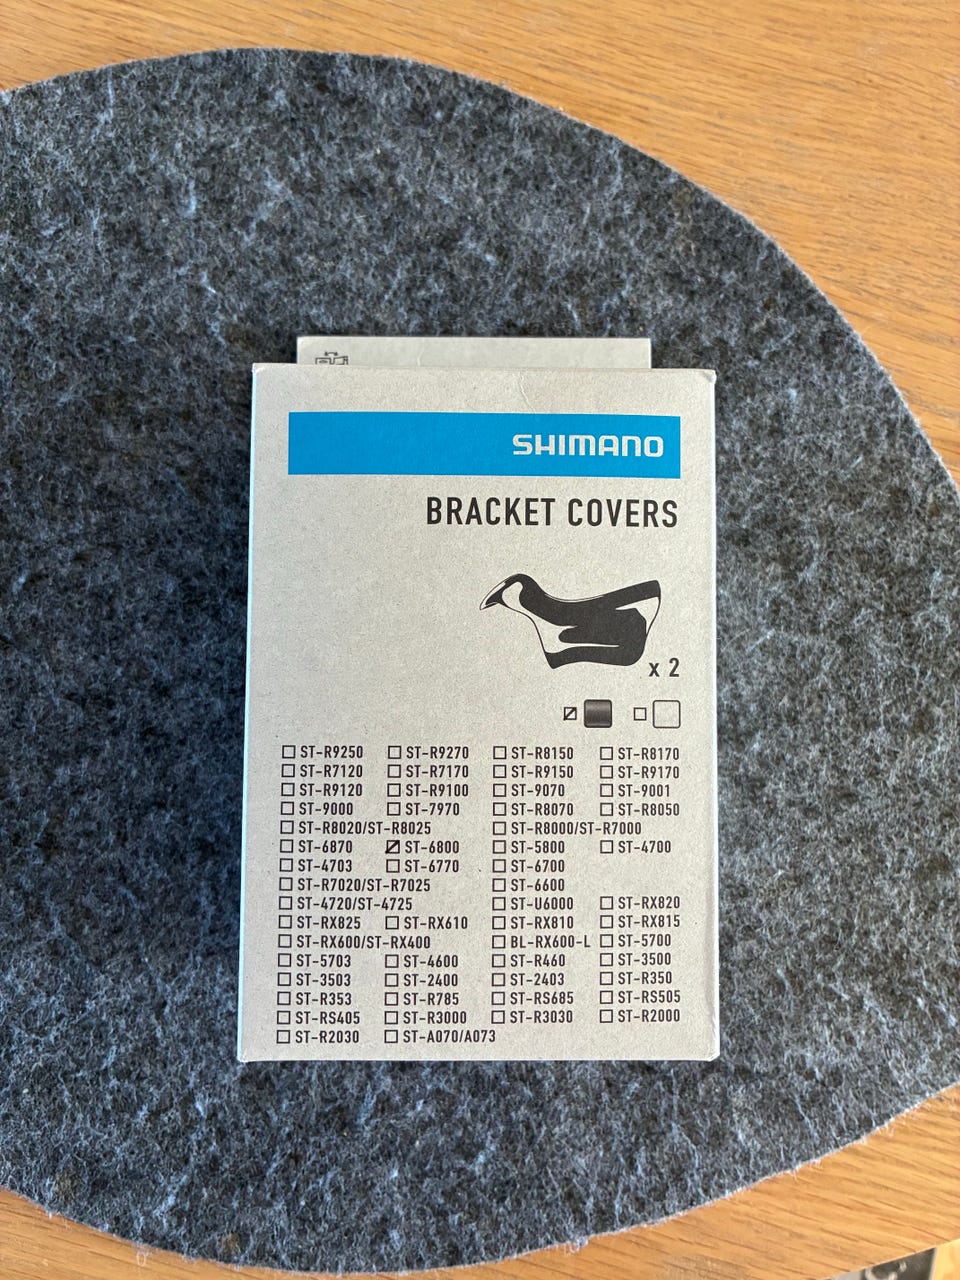 SHIMANO
BRACKET COVERS
x 2
ST-R9250 ST-R9270 ST-R8150 ST-R8170
ST-R7120 ST-R7170 ST-R9150 ST-R9170
ST-R9120 ST-R9100 ST-9070 ST-9001
ST-9000 ST-7970 ST-R8070 ST-R8050
ST-R8020/ST-R8025 ST-R8000/ST-R7000
ST-6870 ST-6800 ST-5800 ST-4700
ST-4703 ST-6770 ST-6700
ST-R7020/ST-R7025 ST-6600
ST-4720/ST-4725 ST-U6000 ST-RX820
ST-RX825 ST-RX610 ST-RX810 ST-RX815
ST-RX600/ST-RX400 BL-RX600-L ST-5700
ST-5703 ST-4600 ST-R460 ST-3500
ST-3503 ST-2400 ST-2403 ST-R350
ST-R353 ST-R785 ST-RS685 ST-RS505
ST-RS405 ST-R3000 ST-R3030 ST-R2000
ST-R2030 ST-A070/A073